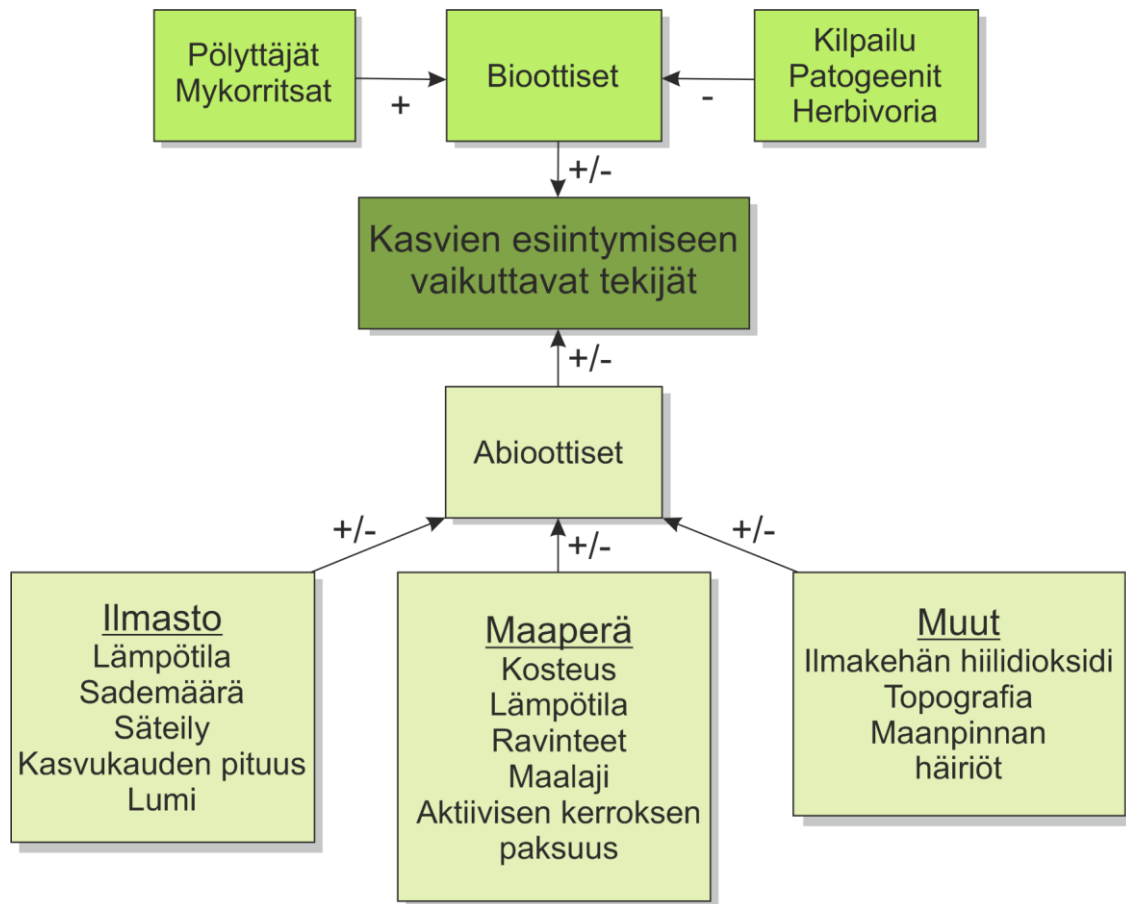 Pölyttäjät
Mykorritsat
+
Bioottiset
-
Kilpailu
Patogeenit
Herbivoria
+/-
Kasvien esiintymiseen
vaikuttavat tekijät
+/-
Abioottiset
+/-
+/-
+/-
Ilmasto
Lämpötila
Sademäärä
Säteily
Kasvukauden pituus
Lumi
Maaperä
Kosteus
Lämpötila
Ravinteet
Maalaji
Aktiivisen kerroksen
paksuus
Muut
Ilmakehän hiilidioksidi
Topografia
Maanpinnan
häiriöt